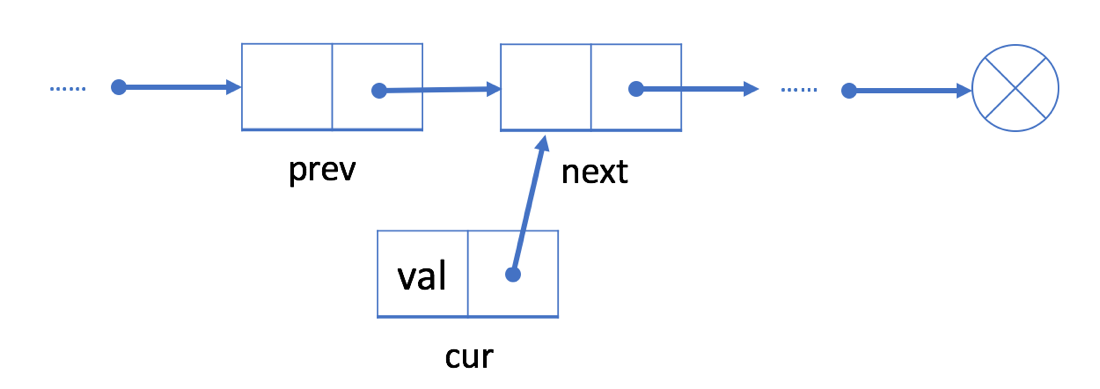 ...... ......
prev next
val
cur